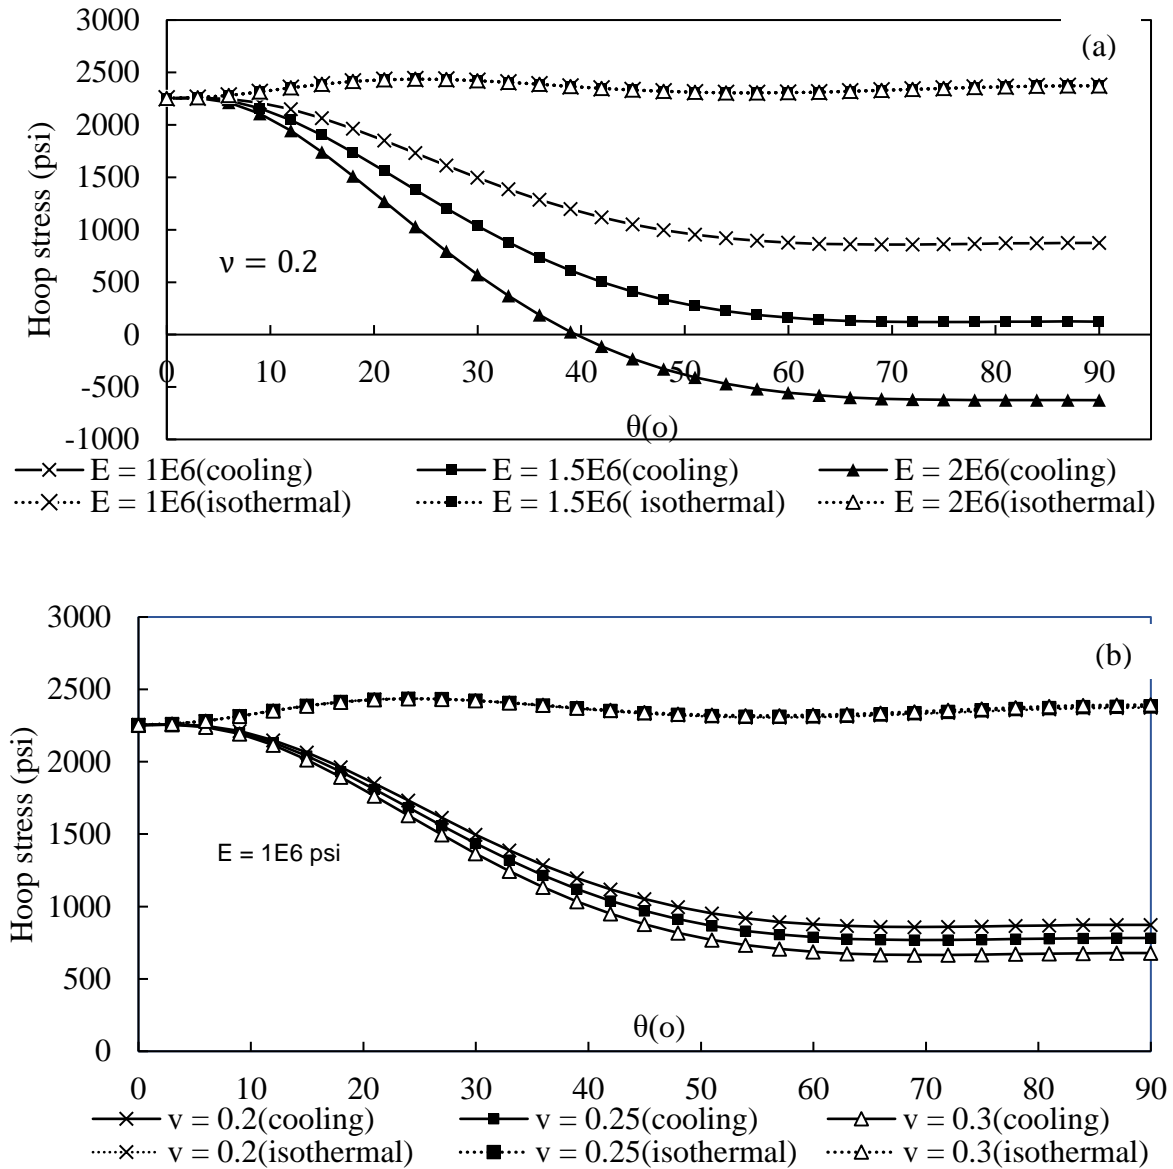 3000
(a)
2500
2000
1500
1000
500
0
-500
-1000
Hoop stress (psi)
ν = 0.2
0 10 20 30 40 50 60 70 80 90
θ(o)
E = 1E6(cooling) E = 1.5E6(cooling) E = 2E6(cooling)
E = 1E6(isothermal) E = 1.5E6( isothermal) E = 2E6(isothermal)
3000
(b)
2500
2000
1500
1000
500
0
Hoop stress (psi)
E = 1E6 psi
θ(o)
0 10 20 30 40 50 60 70 80 90
v = 0.2(cooling) v = 0.25(cooling) v = 0.3(cooling)
v = 0.2(isothermal) v = 0.25(isothermal) v = 0.3(isothermal)